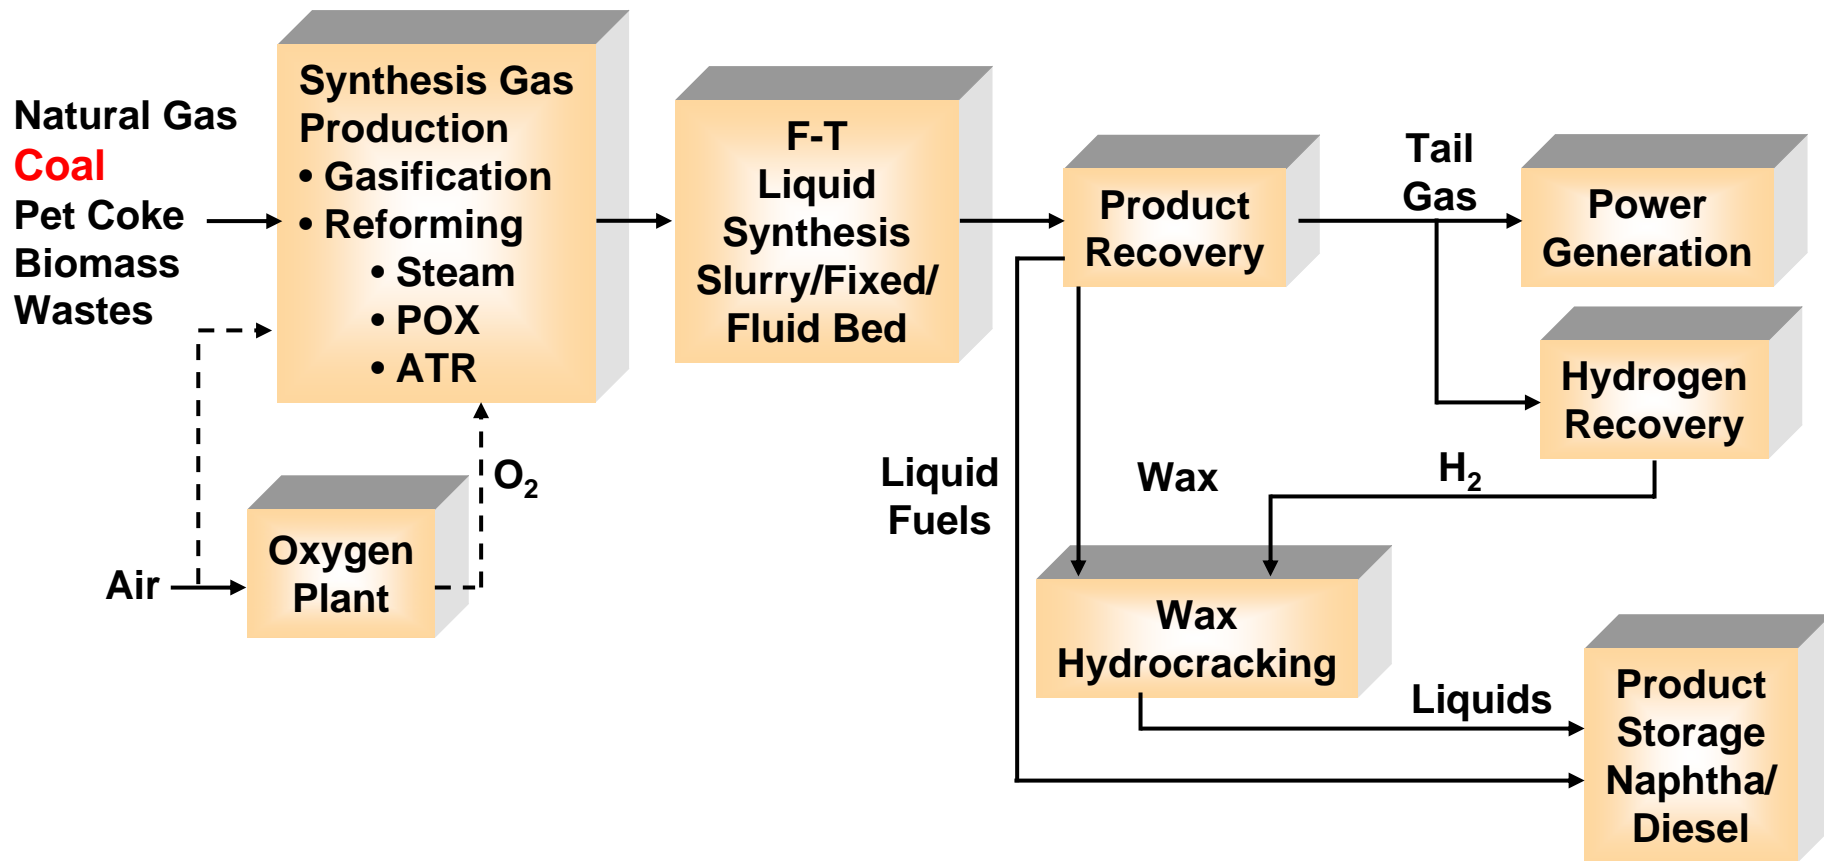 Natural Gas
Coal
Pet Coke
Biomass
Wastes
Synthesis Gas
Production
• Gasification
• Reforming
• Steam
• POX
• ATR
Air
Oxygen
Plant
O₂
F-T
Liquid
Synthesis
Slurry/Fixed/
Fluid Bed
Product
Recovery
Tail
Gas
Power
Generation
Hydrogen
Recovery
H₂
Wax
Liquid
Fuels
Wax
Hydrocracking
Liquids
Product
Storage
Naphtha/
Diesel